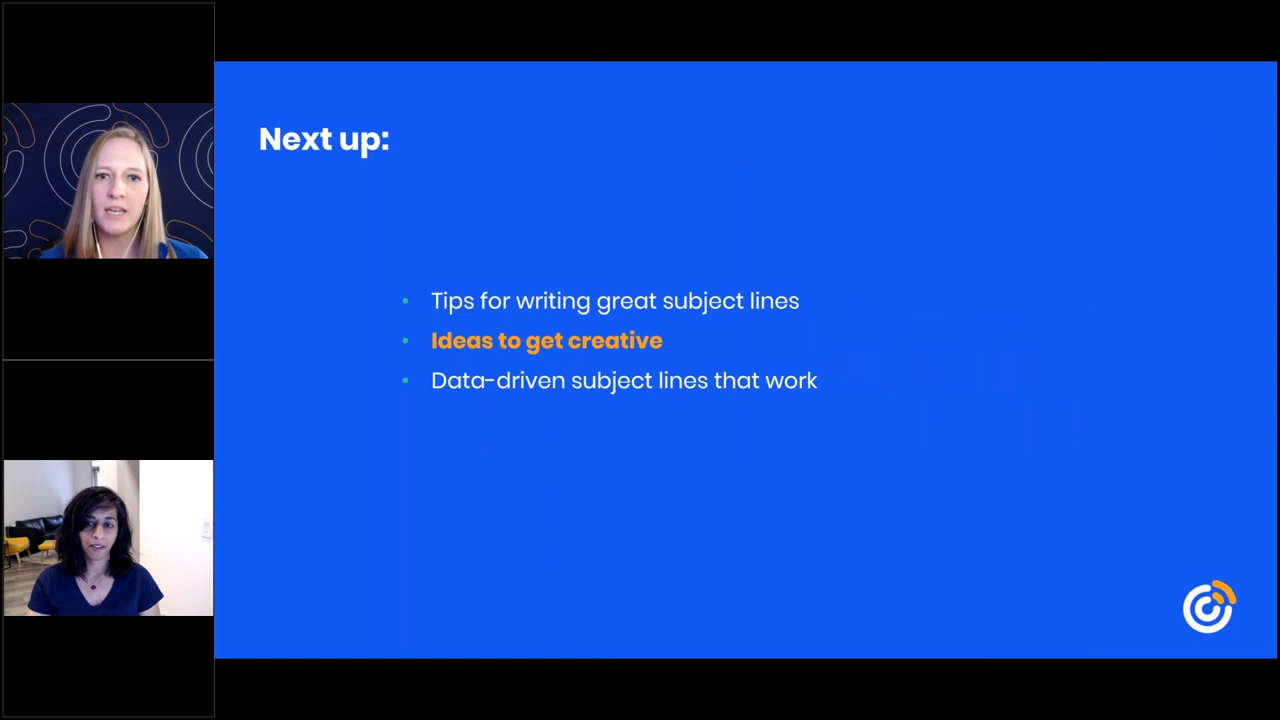 Next up:
• Tips for writing great subject lines
• Ideas to get creative
• Data-driven subject lines that work